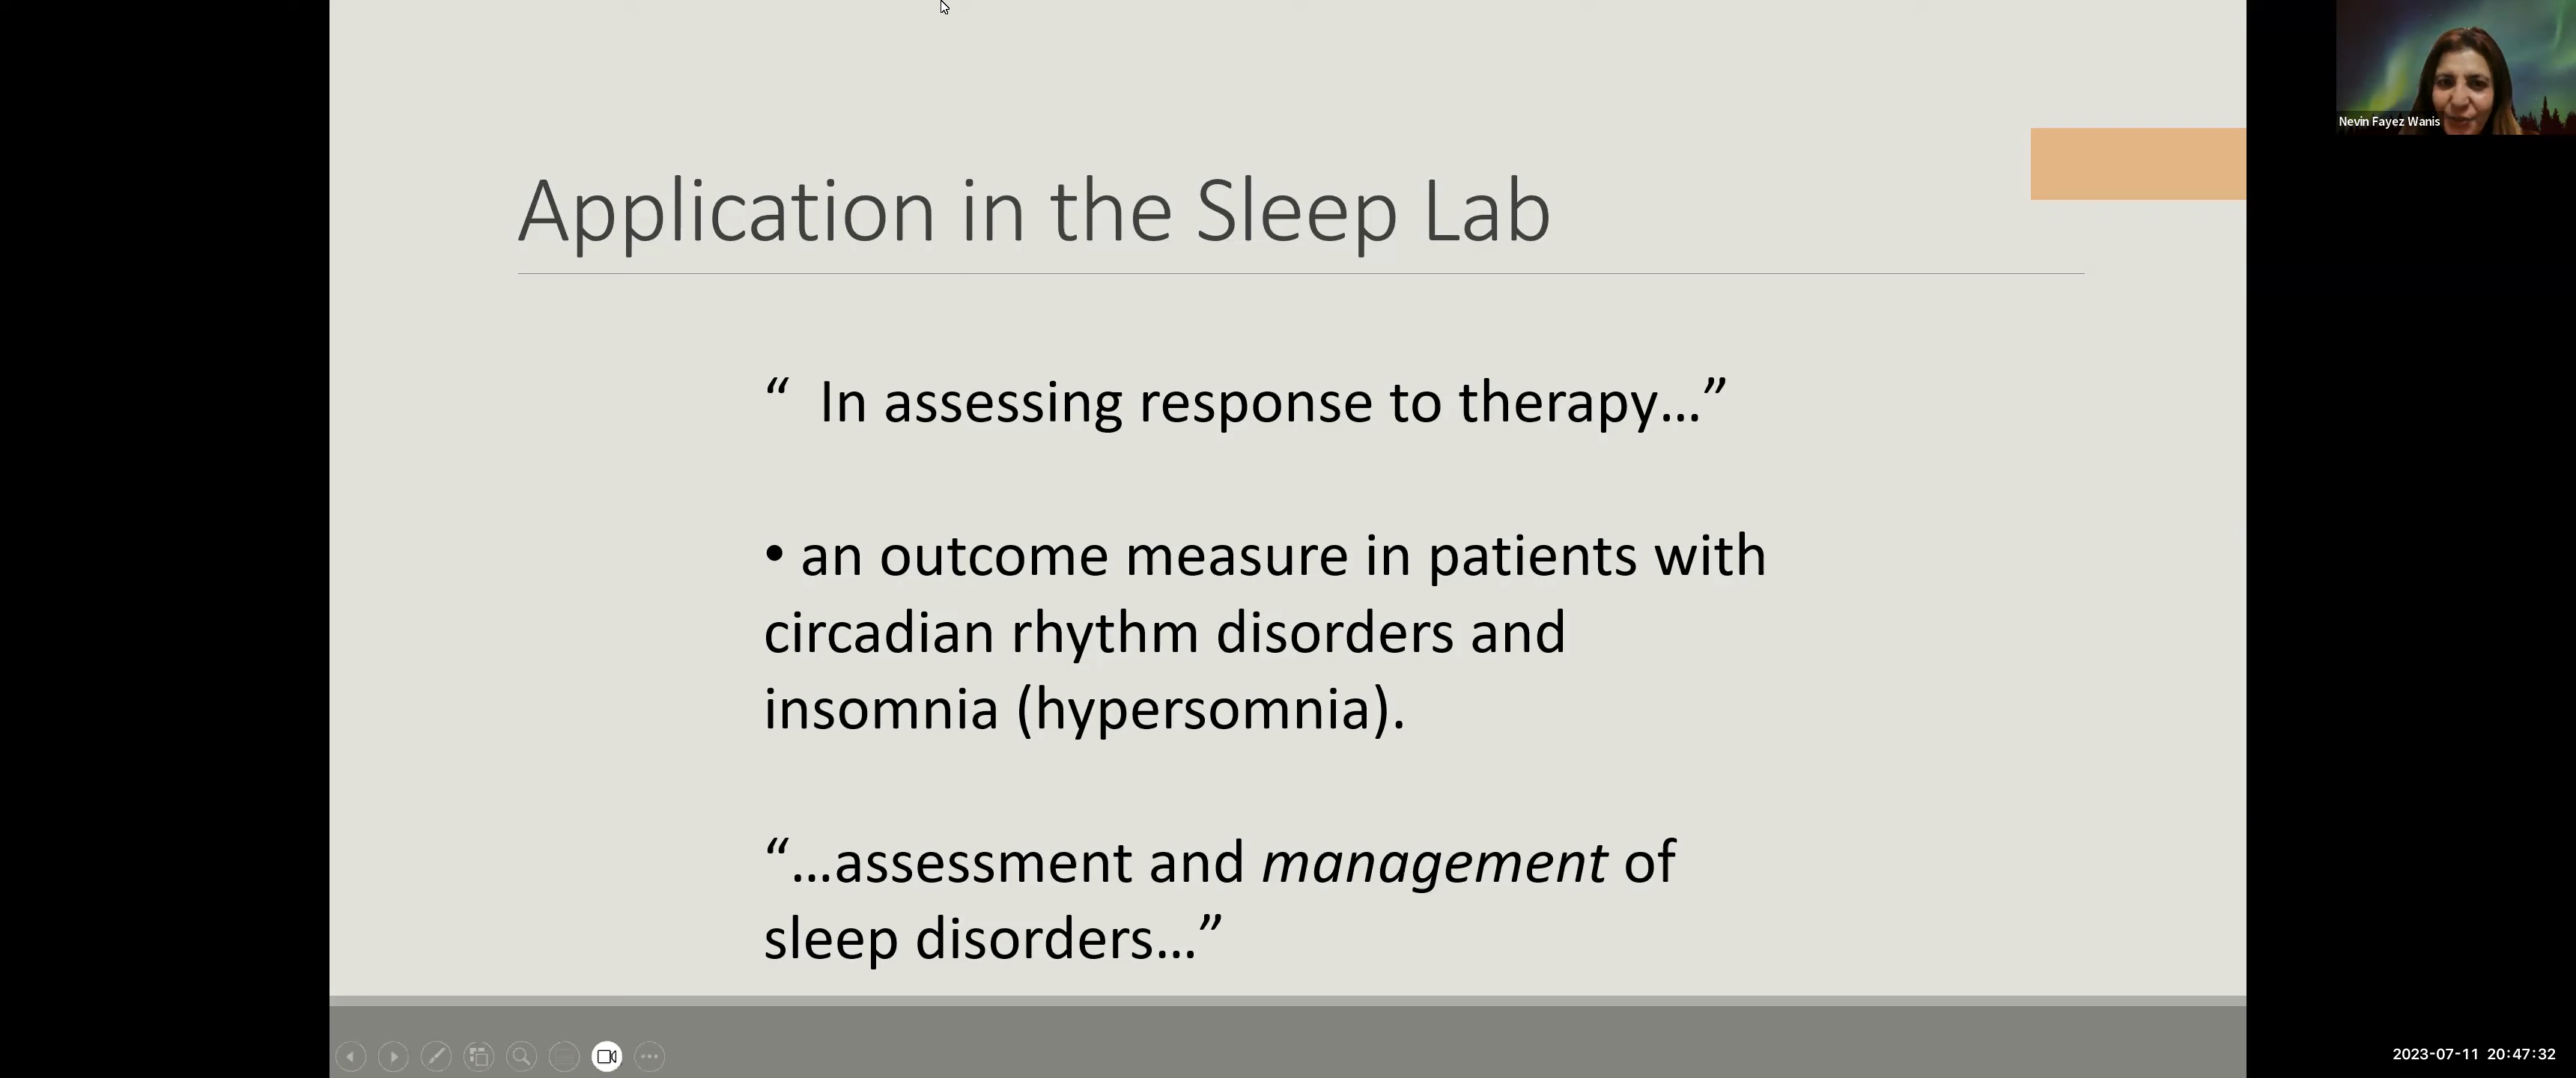 Nevin Fayez Wanis
Application in the Sleep Lab
“ In assessing response to therapy…”
• an outcome measure in patients with
circadian rhythm disorders and
insomnia (hypersomnia).
“…assessment and management of
sleep disorders…”
2023-07-11 20:47:32